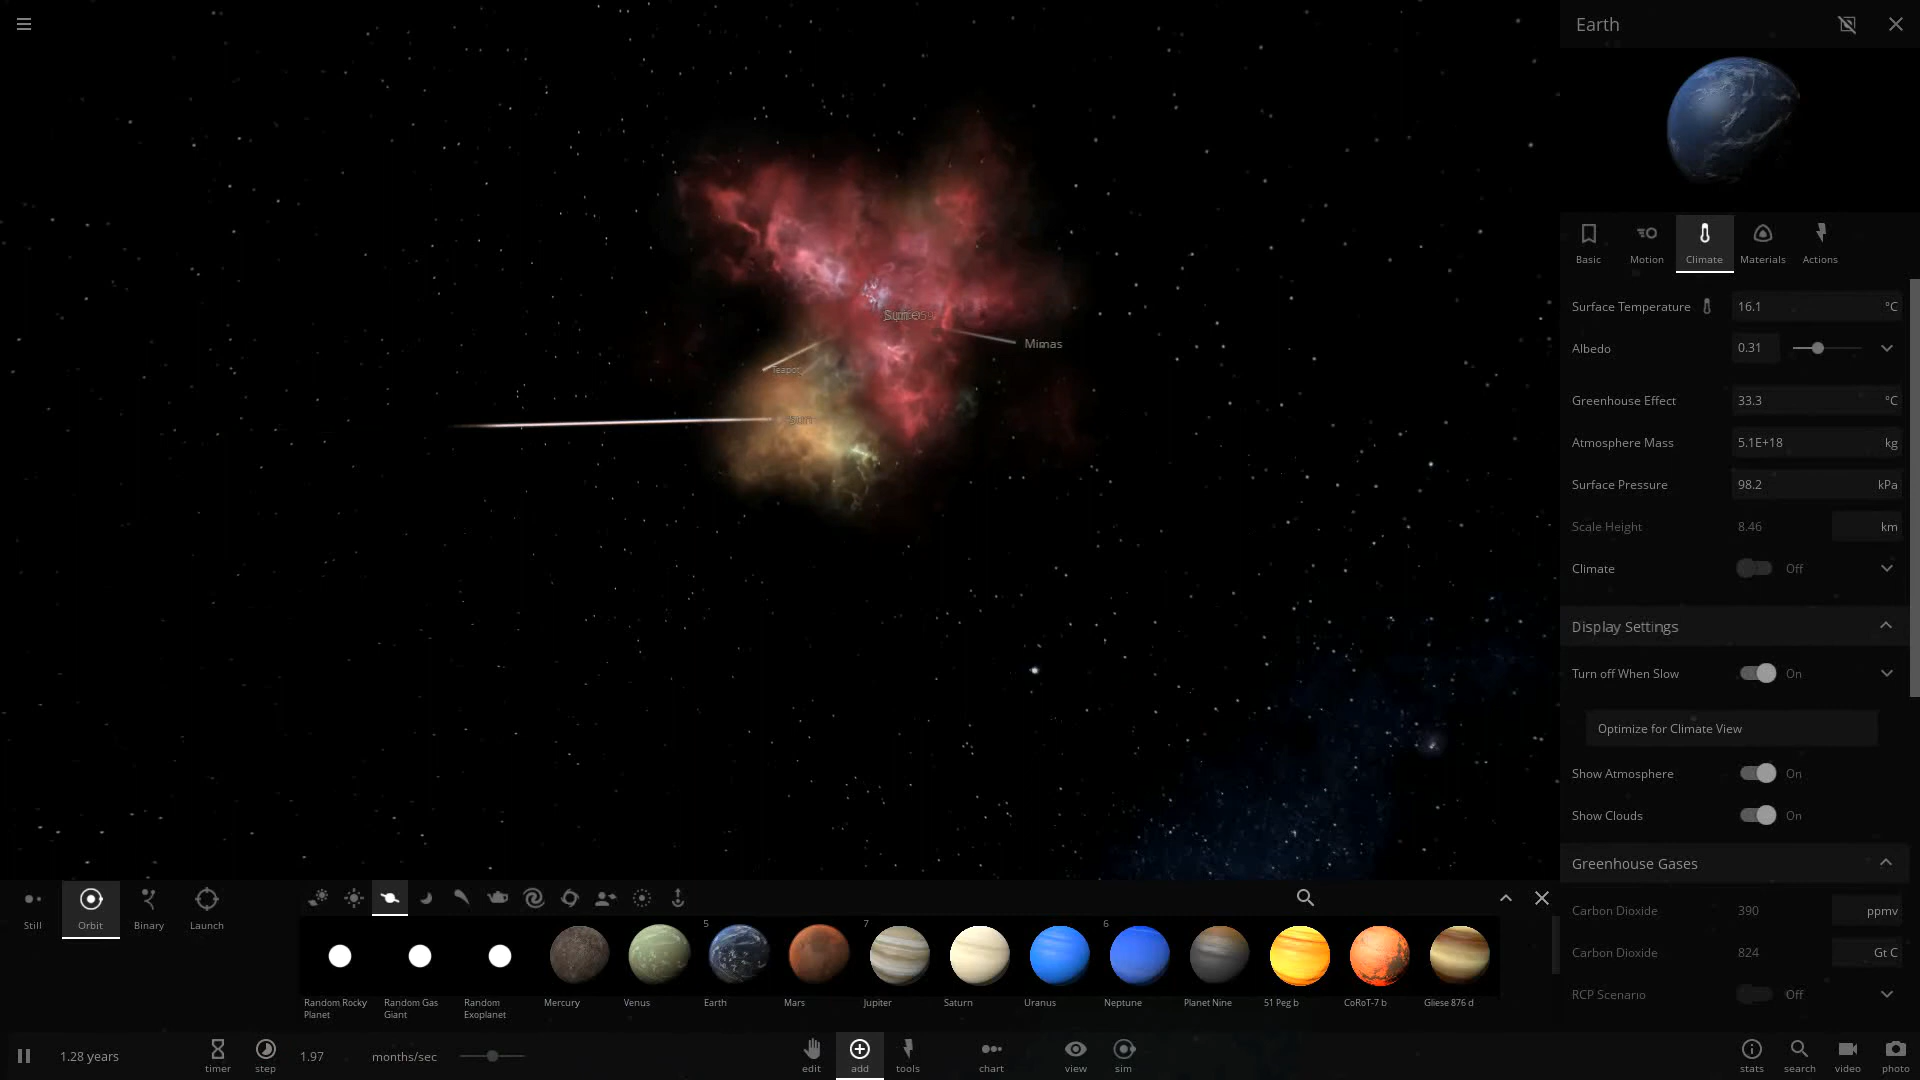 Earth
Mimas
Teapot
Sun
Basic
Motion
Climate
Materials
Actions
Surface Temperature 16.1 °C
Albedo 0.31
Greenhouse Effect 33.3 °C
Atmosphere Mass 5.1E+18 kg
Surface Pressure 98.2 kPa
Scale Height 8.46 km
Climate Off
Display Settings
Turn off When Slow On
Optimize for Climate View
Show Atmosphere On
Show Clouds On
Greenhouse Gases
Carbon Dioxide 390 ppmv
Carbon Dioxide 824 Gt C
RCP Scenario Off
Still
Orbit
Binary
Launch
5
7
6
Random Rocky Planet
Random Gas Giant
Random Exoplanet
Mercury
Venus
Earth
Mars
Jupiter
Saturn
Uranus
Neptune
Planet Nine
51 Peg b
CoRoT-7 b
Gliese 876 d
1.28 years
timer
step
1.97 months/sec
edit
add
tools
chart
view
sim
stats
search
video
photo